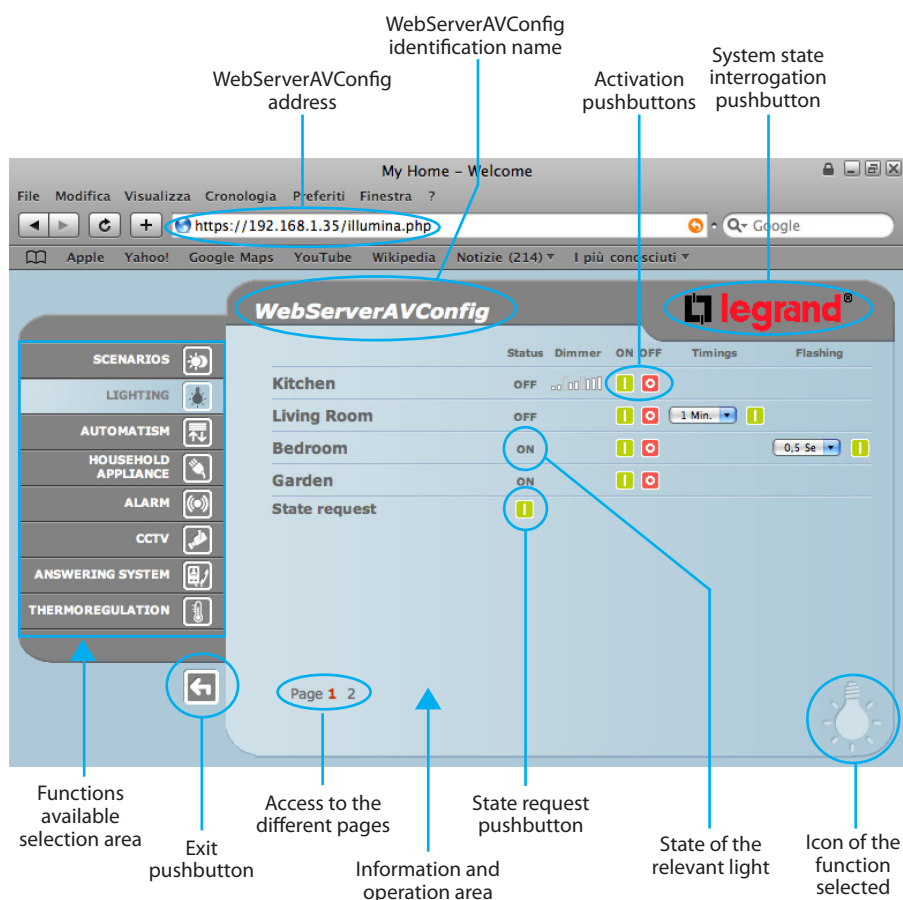 WebServerAVConfig
identification name
WebServerAVConfig
address
Activation
pushbuttons
System state
interrogation
pushbutton
My Home – Welcome
File Modifica Visualizza Cronologia Preferiti Finestra ?
https://192.168.1.35/illumina.php
Google
Apple Yahoo! Google Maps YouTube Wikipedia Notizie (214) I più conosciuti
WebServerAVConfig
legrand®
Status Dimmer ON OFF Timings Flashing
SCENARIOS
LIGHTING
AUTOMATISM
HOUSEHOLD
APPLIANCE
ALARM
CCTV
ANSWERING SYSTEM
THERMOREGULATION
Kitchen OFF
Living Room OFF 1 Min.
Bedroom ON 0,5 Se
Garden ON
State request
Page 1 2
Functions
available
selection area
Exit
pushbutton
Access to the
different pages
Information and
operation area
State request
pushbutton
State of the
relevant light
Icon of the
function
selected